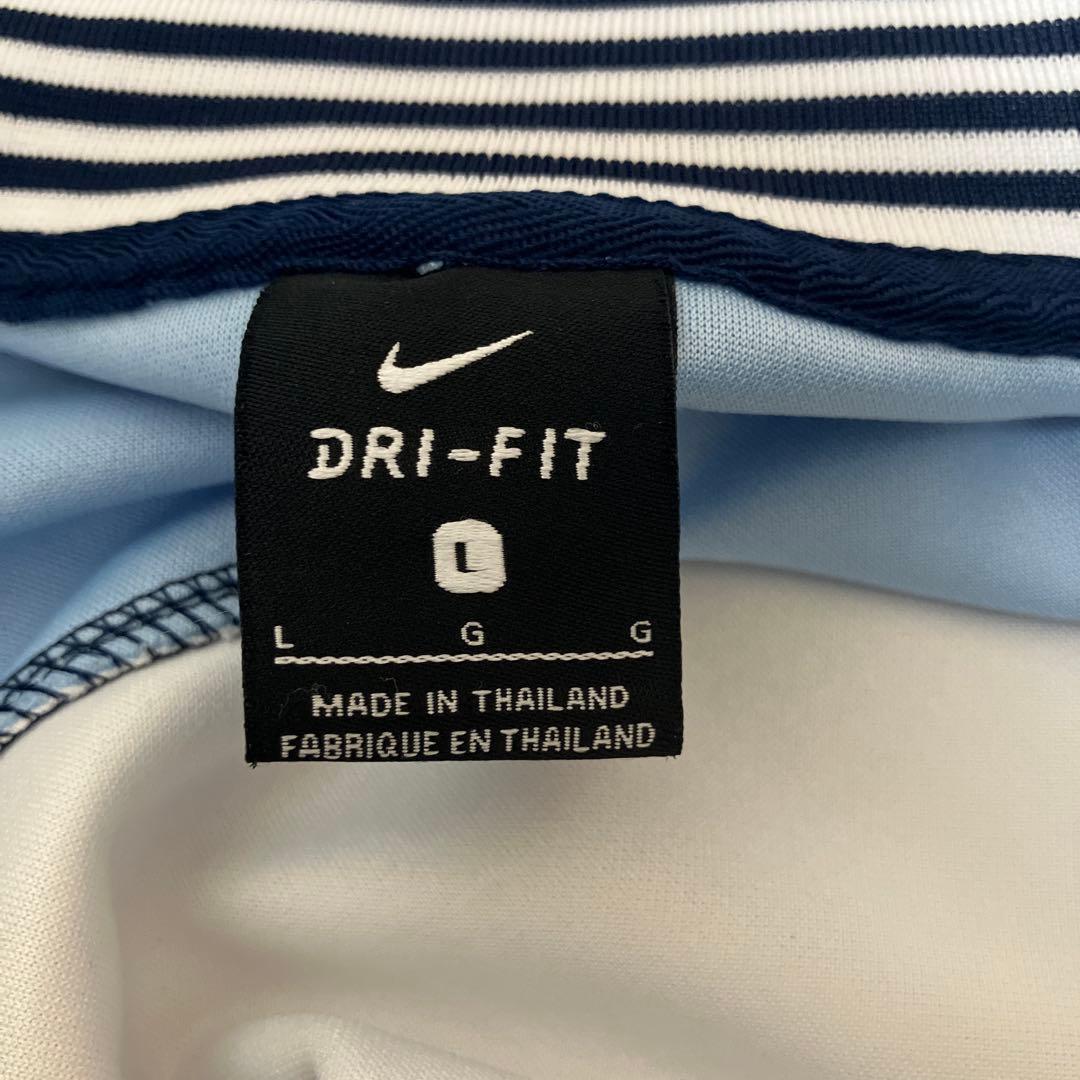 DRI-FIT
L
L G G
MADE IN THAILAND
FABRIQUE EN THAILAND